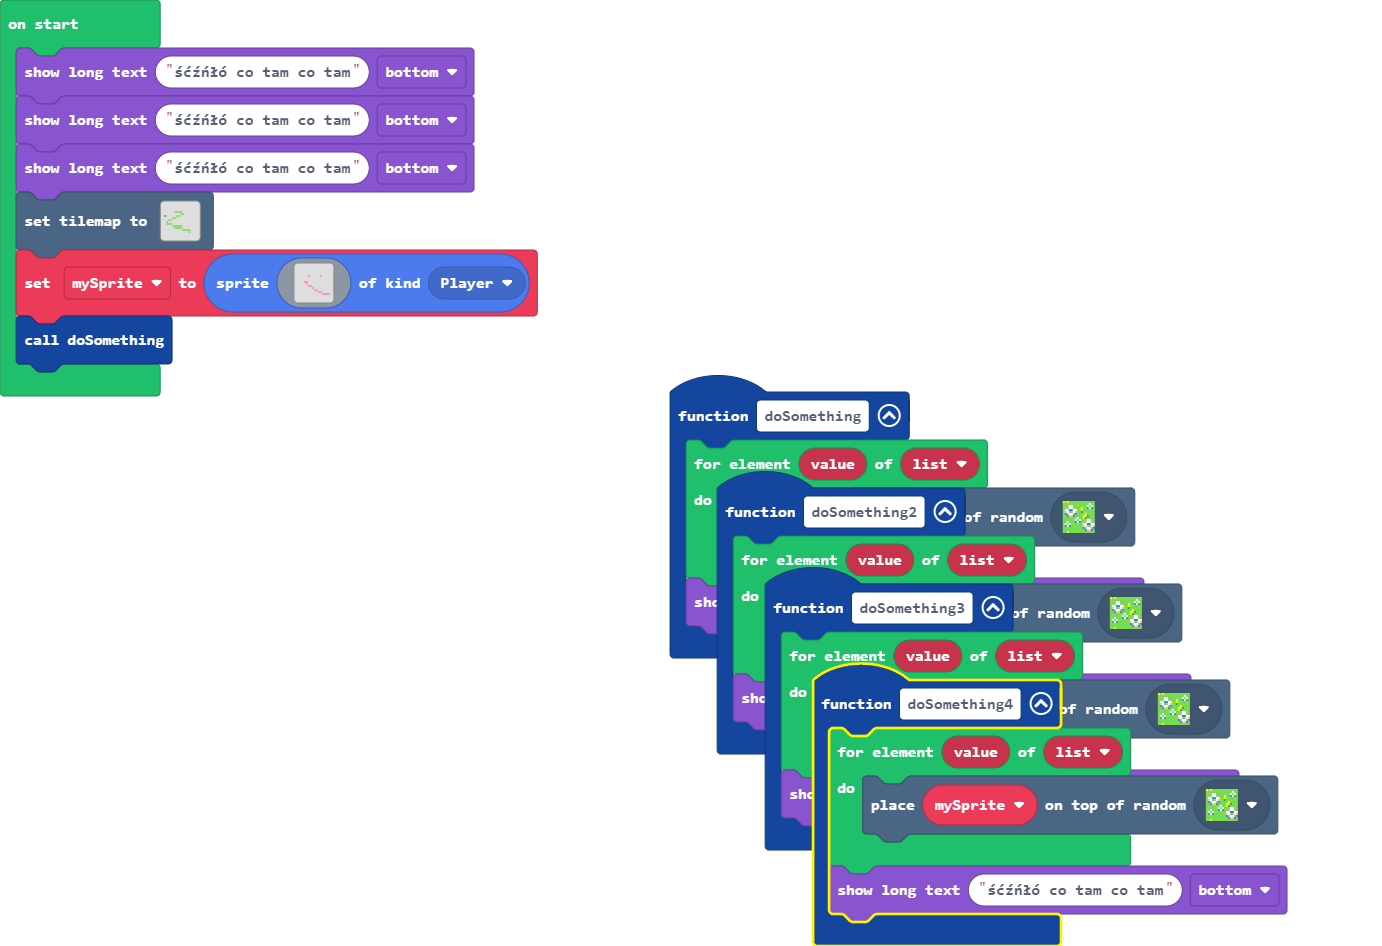 on start
show long text "śćźńłó co tam co tam" bottom
show long text "śćźńłó co tam co tam" bottom
show long text "śćźńłó co tam co tam" bottom
set tilemap to
set mySprite to sprite of kind Player
call doSomething
function doSomething
for element value of list
do
function doSomething2 of random
for element value of list
sho
do
function doSomething3 of random
for element value of list
sho
do
function doSomething4 of random
for element value of list
sho
do place mySprite on top of random
show long text "śćźńłó co tam co tam" bottom